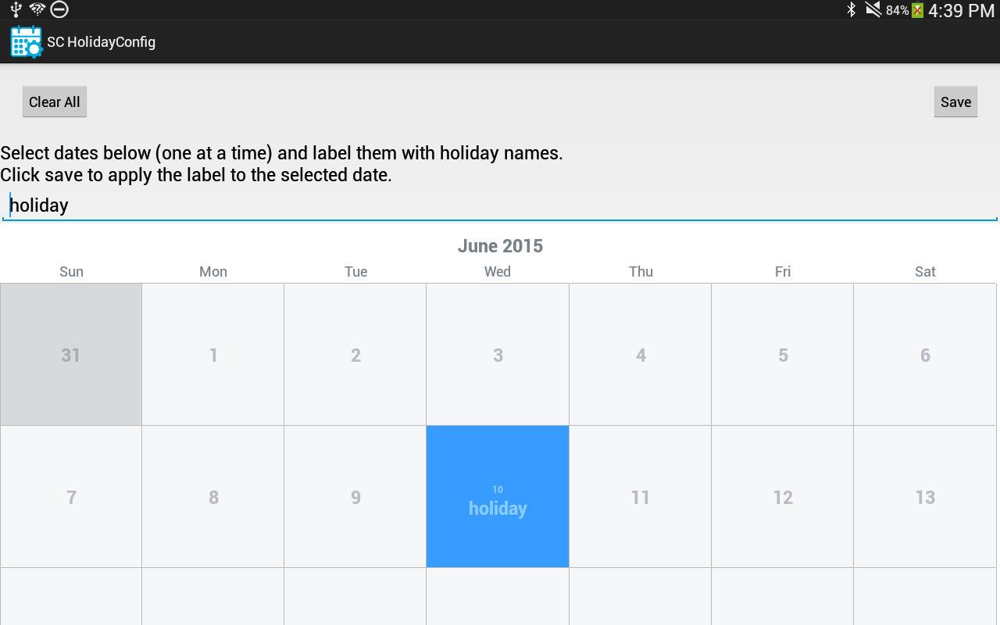 84% 4:39 PM
SC HolidayConfig
Clear All
Save
Select dates below (one at a time) and label them with holiday names.
Click save to apply the label to the selected date.
holiday
June 2015
Sun Mon Tue Wed Thu Fri Sat
31 1 2 3 4 5 6
7 8 9 10 holiday 11 12 13